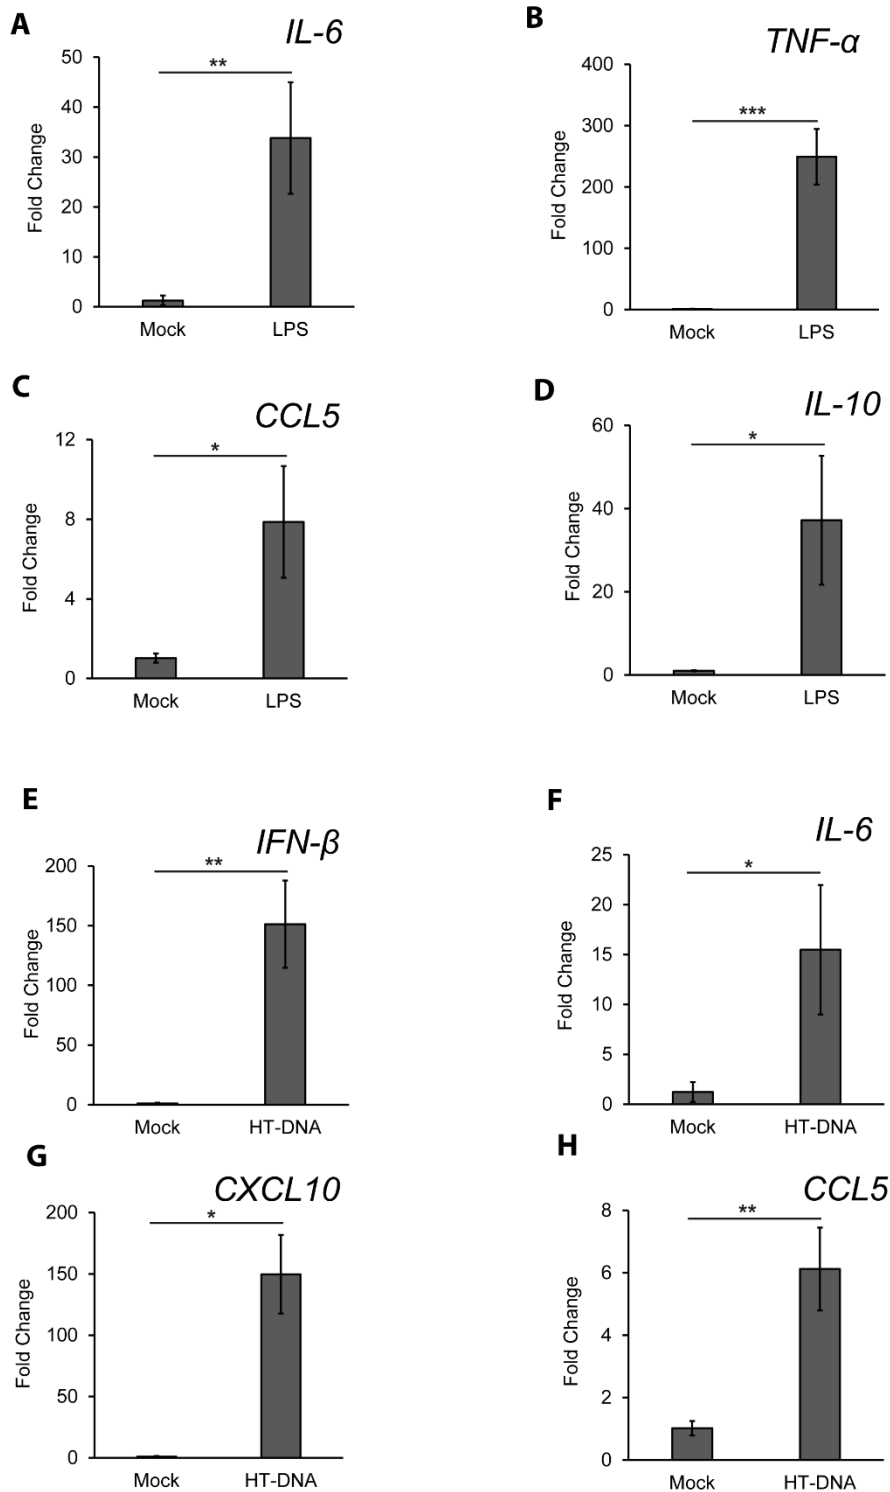 A
IL-6
50
40
30
20
10
0
Fold Change
**
Mock
LPS
B
TNF-α
400
300
200
100
0
Fold Change
***
Mock
LPS
C
CCL5
12
8
4
0
Fold Change
*
Mock
LPS
D
IL-10
60
40
20
0
Fold Change
*
Mock
LPS
E
IFN-β
200
150
100
50
0
Fold Change
**
Mock
HT-DNA
F
IL-6
25
20
15
10
5
0
Fold Change
*
Mock
HT-DNA
G
CXCL10
200
150
100
50
0
Fold Change
*
Mock
HT-DNA
H
CCL5
8
6
4
2
0
Fold Change
**
Mock
HT-DNA